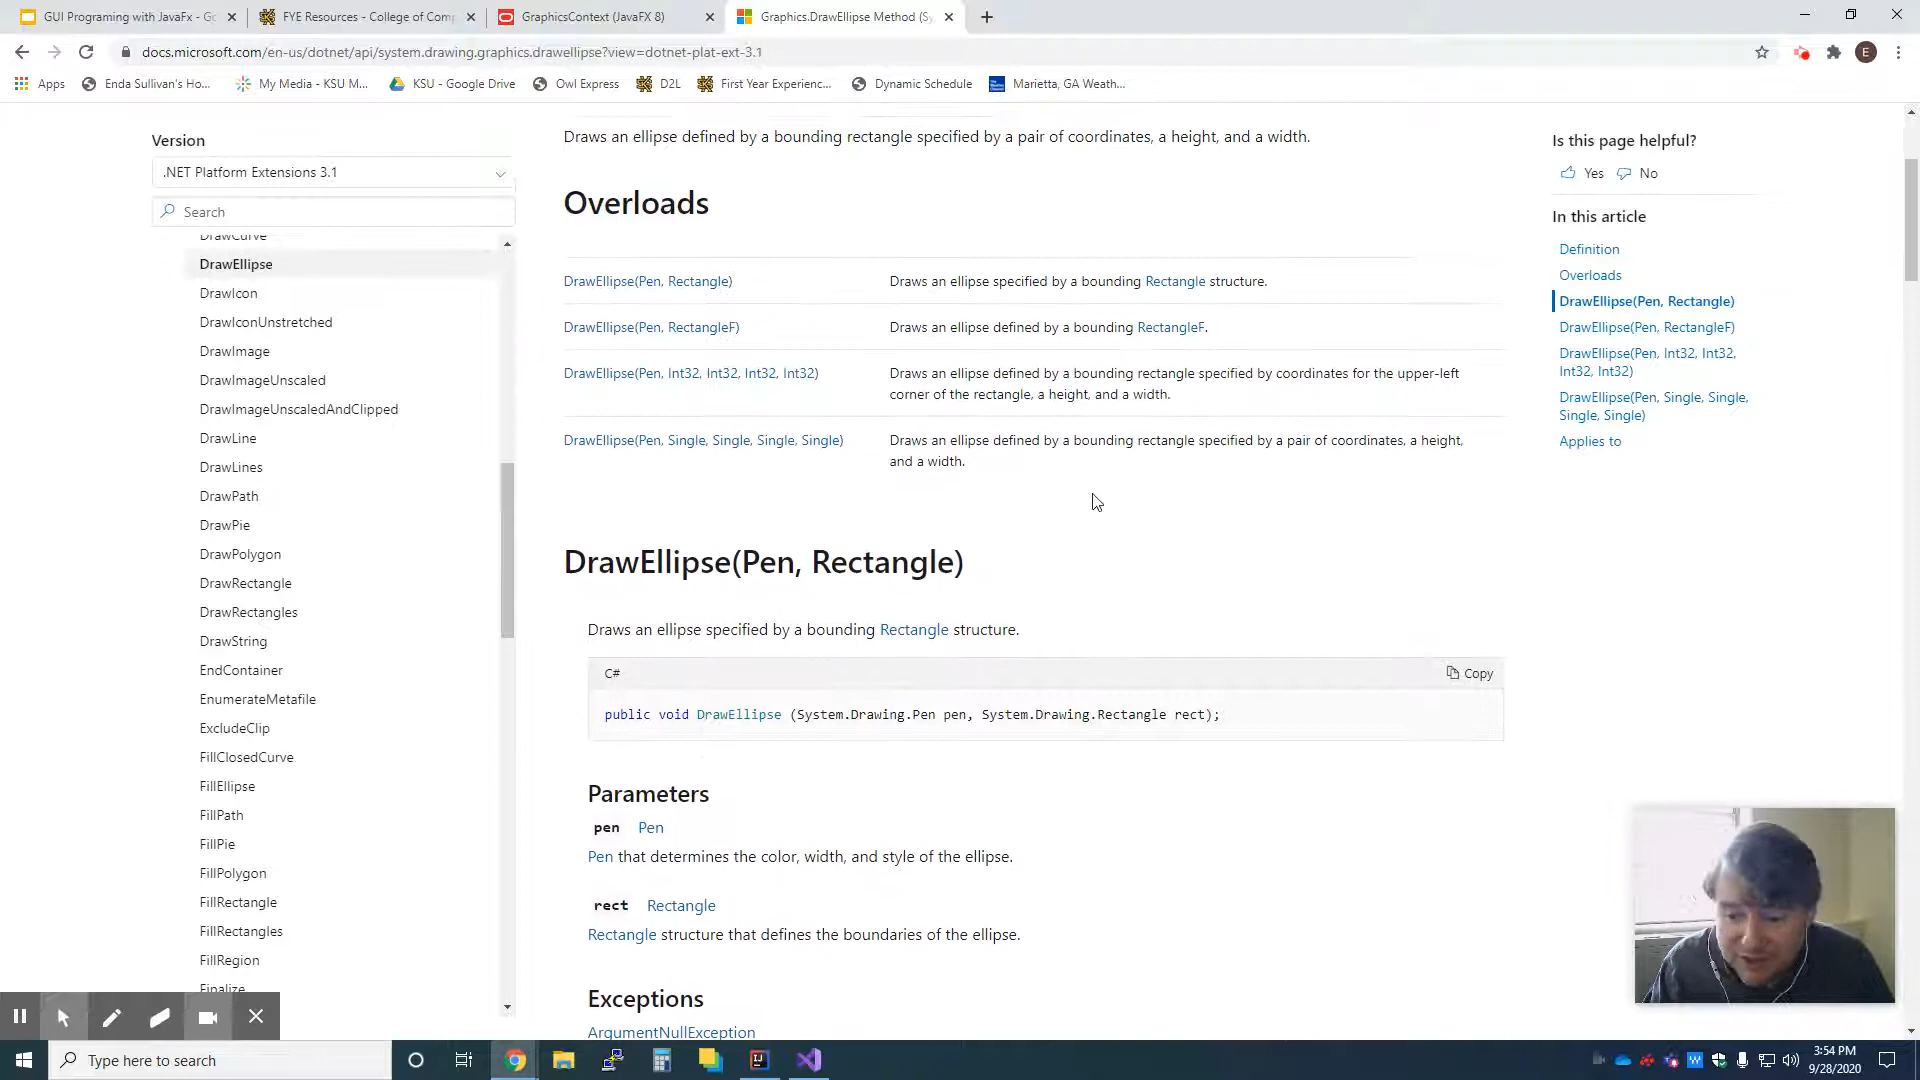 GUI Programing with JavaFx - Go
FYE Resources - College of Comp
GraphicsContext (JavaFX 8)
Graphics.DrawEllipse Method (Sy
docs.microsoft.com/en-us/dotnet/api/system.drawing.graphics.drawellipse?view=dotnet-plat-ext-3.1
E
Apps
Enda Sullivan's Ho...
My Media - KSU M...
KSU - Google Drive
Owl Express
D2L
First Year Experienc...
Dynamic Schedule
Marietta, GA Weath...
Version
.NET Platform Extensions 3.1
Search
DrawCurve
DrawEllipse
DrawIcon
DrawIconUnstretched
DrawImage
DrawImageUnscaled
DrawImageUnscaledAndClipped
DrawLine
DrawLines
DrawPath
DrawPie
DrawPolygon
DrawRectangle
DrawRectangles
DrawString
EndContainer
EnumerateMetafile
ExcludeClip
FillClosedCurve
FillEllipse
FillPath
FillPie
FillPolygon
FillRectangle
FillRectangles
FillRegion
Finalize
Draws an ellipse defined by a bounding rectangle specified by a pair of coordinates, a height, and a width.
Overloads
DrawEllipse(Pen, Rectangle)
Draws an ellipse specified by a bounding Rectangle structure.
DrawEllipse(Pen, RectangleF)
Draws an ellipse defined by a bounding RectangleF.
DrawEllipse(Pen, Int32, Int32, Int32, Int32)
Draws an ellipse defined by a bounding rectangle specified by coordinates for the upper-left
corner of the rectangle, a height, and a width.
DrawEllipse(Pen, Single, Single, Single, Single)
Draws an ellipse defined by a bounding rectangle specified by a pair of coordinates, a height,
and a width.
DrawEllipse(Pen, Rectangle)
Draws an ellipse specified by a bounding Rectangle structure.
C#
Copy
public void DrawEllipse (System.Drawing.Pen pen, System.Drawing.Rectangle rect);
Parameters
pen Pen
Pen that determines the color, width, and style of the ellipse.
rect Rectangle
Rectangle structure that defines the boundaries of the ellipse.
Exceptions
ArgumentNullException
Is this page helpful?
Yes
No
In this article
Definition
Overloads
DrawEllipse(Pen, Rectangle)
DrawEllipse(Pen, RectangleF)
DrawEllipse(Pen, Int32, Int32,
Int32, Int32)
DrawEllipse(Pen, Single, Single,
Single, Single)
Applies to
Type here to search
3:54 PM
9/28/2020